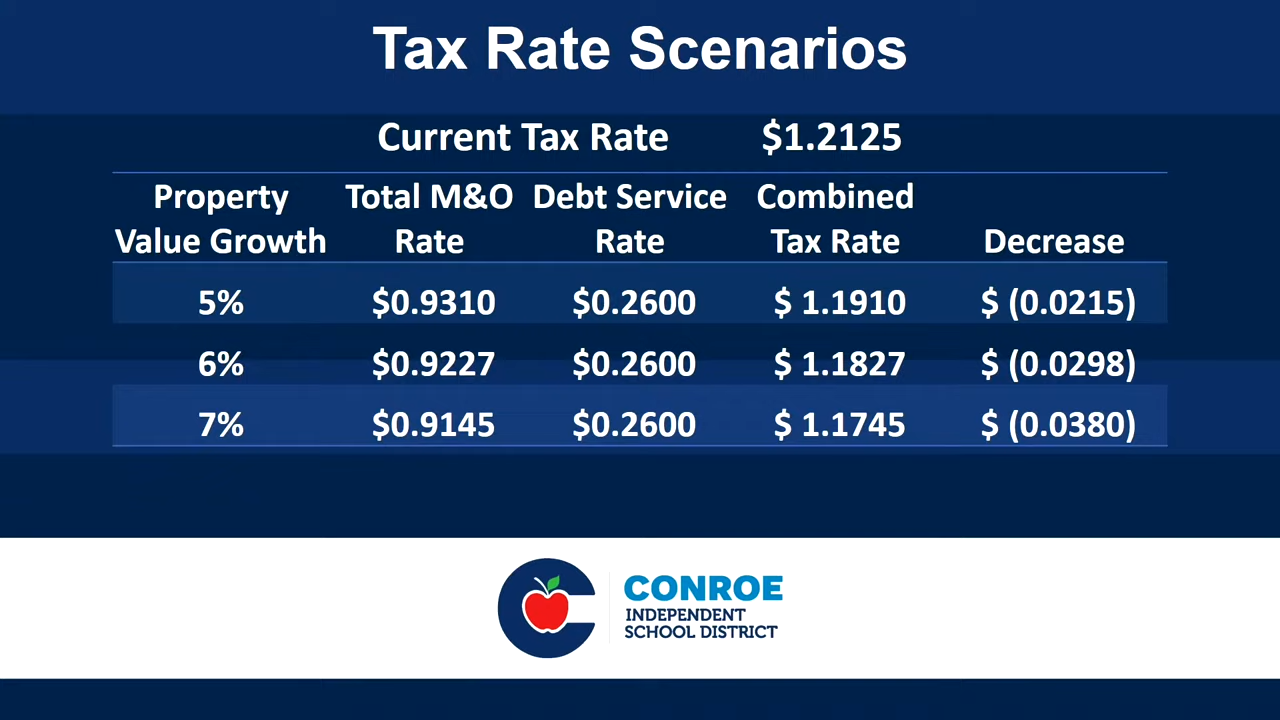 Tax Rate Scenarios
Current Tax Rate $1.2125
Property Total M&O Debt Service Combined
Value Growth Rate Rate Tax Rate Decrease
5% $0.9310 $0.2600 $ 1.1910 $ (0.0215)
6% $0.9227 $0.2600 $ 1.1827 $ (0.0298)
7% $0.9145 $0.2600 $ 1.1745 $ (0.0380)
CONROE
INDEPENDENT
SCHOOL DISTRICT